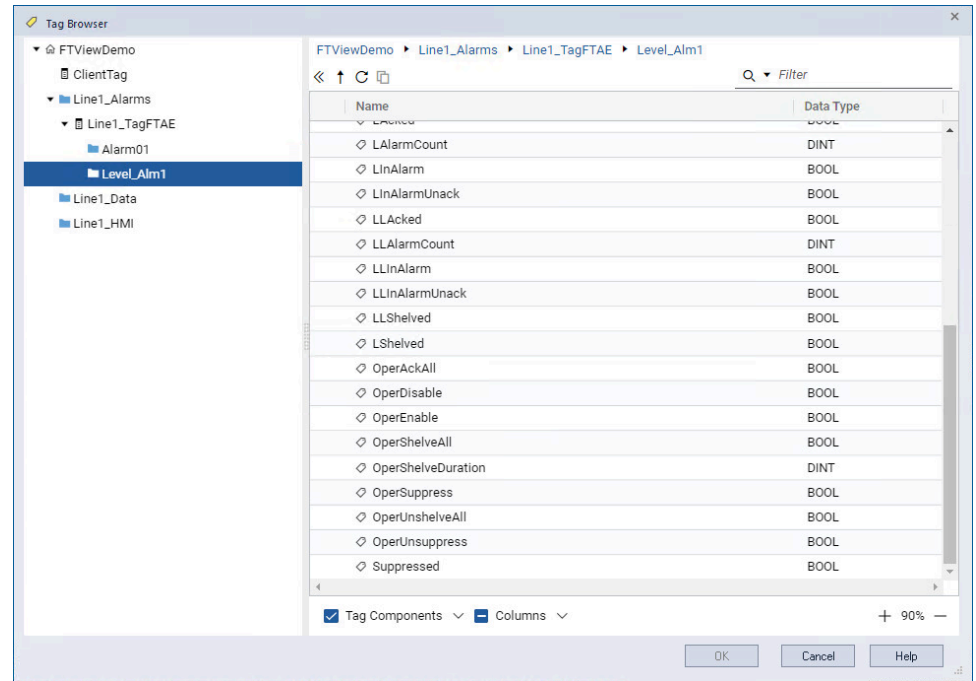 Tag Browser
FTViewDemo
ClientTag
Line1_Alarms
Line1_TagFTAE
Alarm01
Level_Alm1
Line1_Data
Line1_HMI
FTViewDemo Line1_Alarms Line1_TagFTAE Level_Alm1
Filter
Name Data Type
LAcked BOOL
LAlarmCount DINT
LInAlarm BOOL
LInAlarmUnack BOOL
LLAcked BOOL
LLAlarmCount DINT
LLInAlarm BOOL
LLInAlarmUnack BOOL
LLShelved BOOL
LShelved BOOL
OperAckAll BOOL
OperDisable BOOL
OperEnable BOOL
OperShelveAll BOOL
OperShelveDuration DINT
OperSuppress BOOL
OperUnshelveAll BOOL
OperUnsuppress BOOL
Suppressed BOOL
Tag Components Columns + 90% —
OK Cancel Help